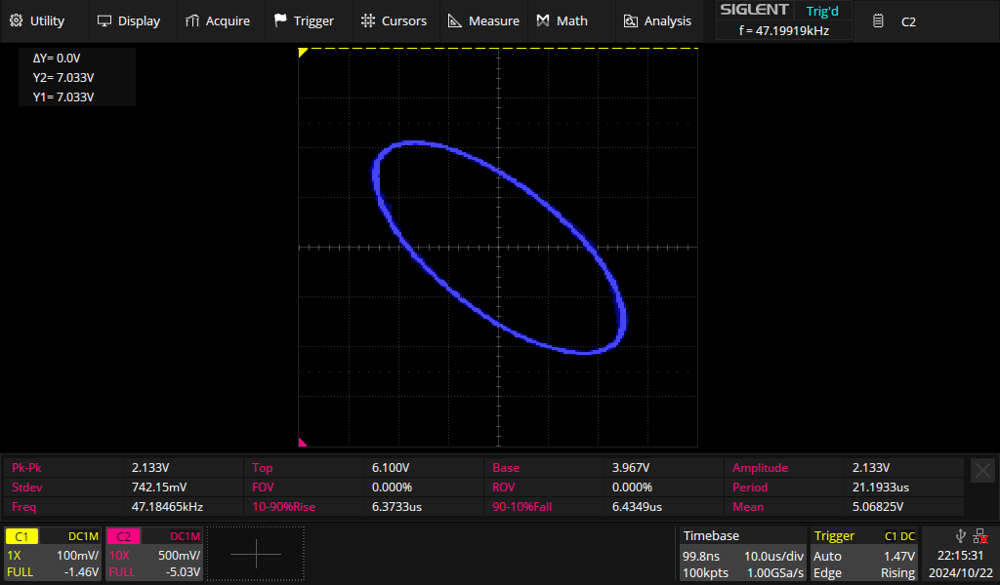 Utility Display Acquire Trigger Cursors Measure Math Analysis SIGLENT Trig'd C2
f = 47.19919kHz
ΔY= 0.0V
Y2= 7.033V
Y1= 7.033V
Pk-Pk 2.133V Top 6.100V Base 3.967V Amplitude 2.133V
Stdev 742.15mV FOV 0.000% ROV 0.000% Period 21.1933us
Freq 47.18465kHz 10-90%Rise 6.3733us 90-10%Fall 6.4349us Mean 5.06825V
C1 DC1M C2 DC1M Timebase Trigger C1 DC
1X 100mV/ 10X 500mV/ 99.8ns 10.0us/div Auto 1.47V 22:15:31
FULL -1.46V FULL -5.03V 100kpts 1.00GSa/s Edge Rising 2024/10/22